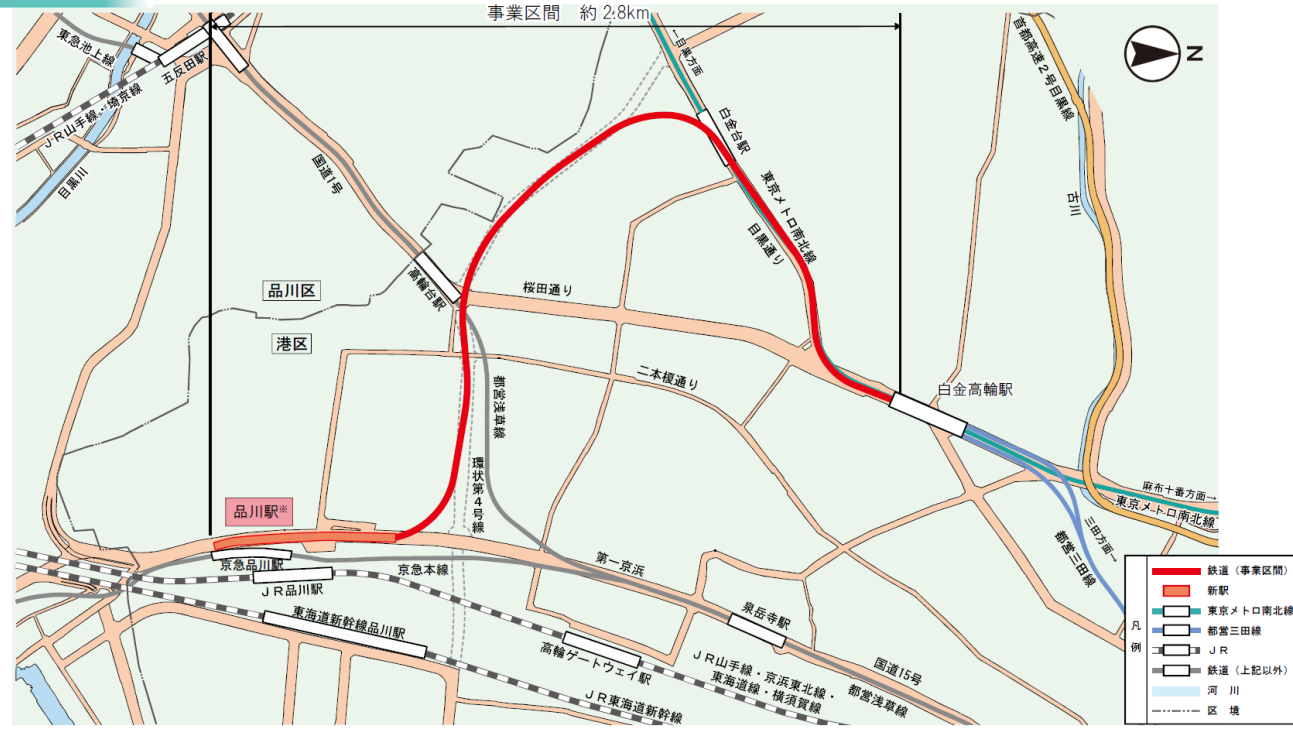 事業区間　約2.8km
東急池上線
五反田駅
JR山手線・埼京線
目黒川
国道1号
←目黒方面
白金台駅
首都高速2号目黒線
N
古川
東京メトロ南北線
目黒通り
高輪台駅
品川区
港区
桜田通り
二本榎通り
都営浅草線
白金高輪駅
環状第4号線
麻布十番方面→
東京メトロ南北線
三田方面→
都営三田線
品川駅※
京急品川駅
JR品川駅
京急本線
第一京浜
東海道新幹線品川駅
泉岳寺駅
高輪ゲートウェイ駅
JR山手線・京浜東北線・
東海道線・横須賀線
国道15号
都営浅草線
JR東海道新幹線
凡例
鉄道（事業区間）
新駅
東京メトロ南北線
都営三田線
JR
鉄道（上記以外）
河川
区境